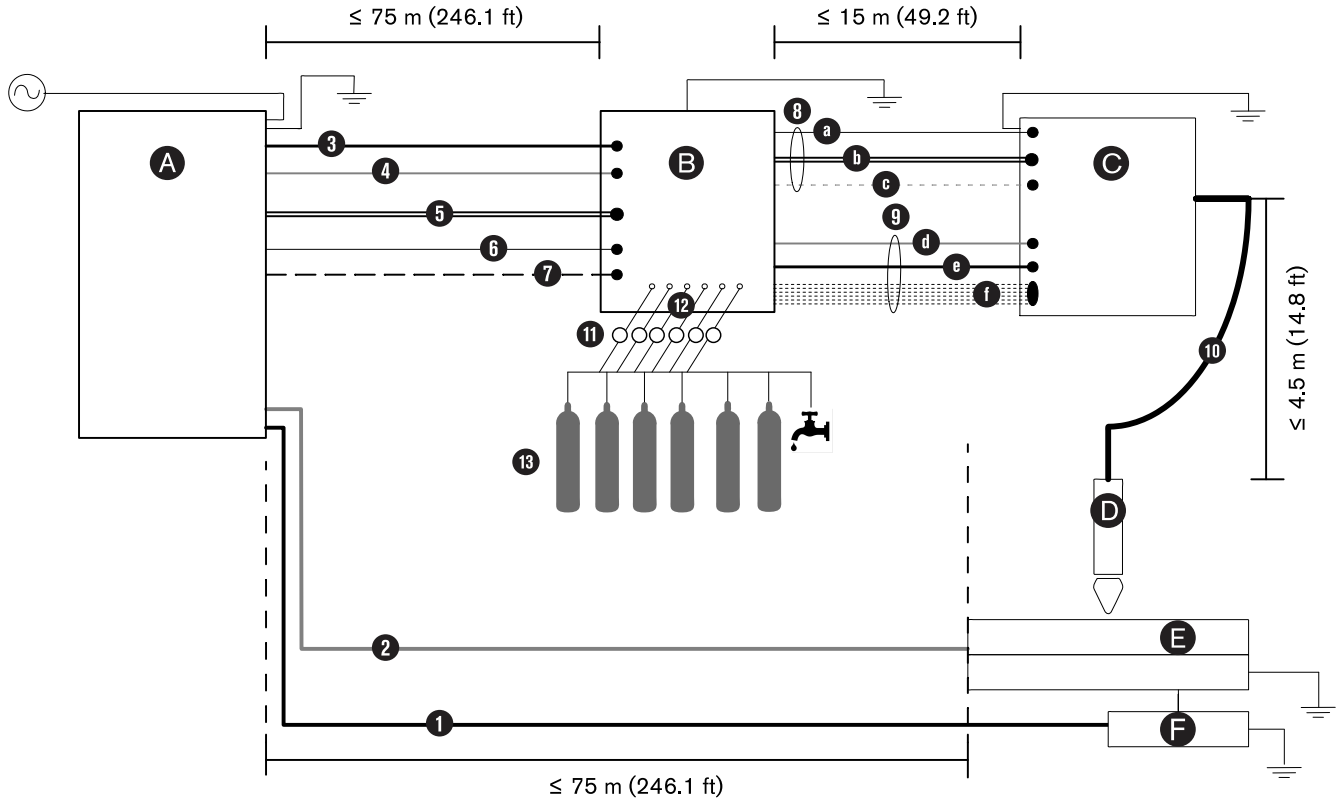 ≤ 75 m (246.1 ft)
≤ 15 m (49.2 ft)
A
B
C
3
4
5
6
7
8
a
b
c
9
d
e
f
12
11
10
≤ 4.5 m (14.8 ft)
13
D
2
E
1
F
≤ 75 m (246.1 ft)